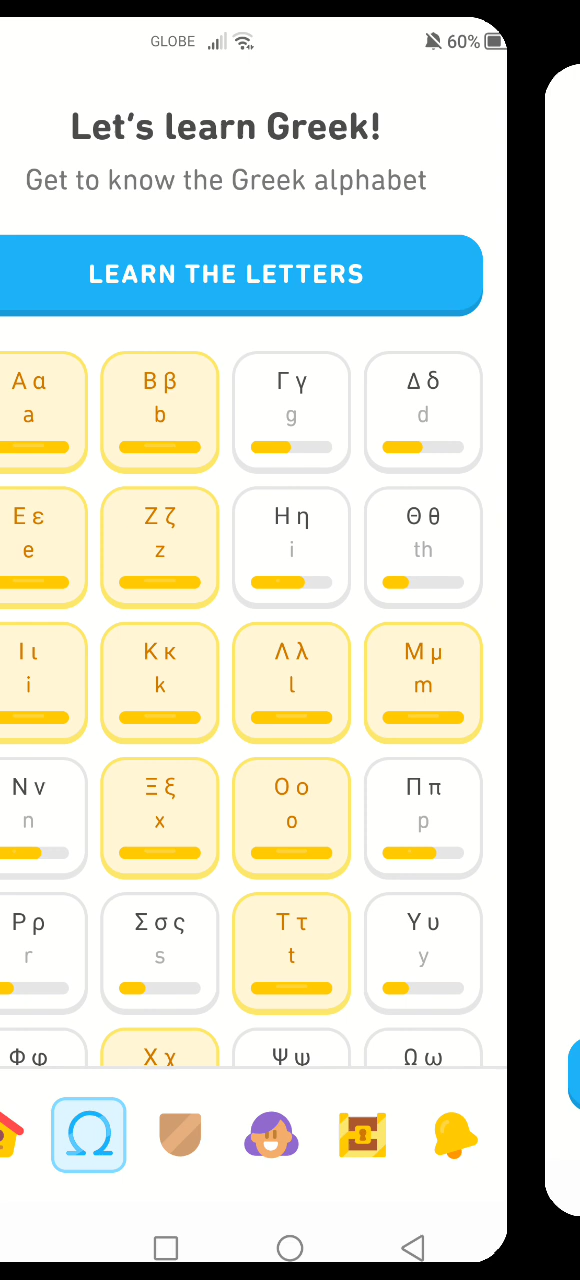 GLOBE 60%
Let's learn Greek!
Get to know the Greek alphabet
LEARN THE LETTERS
Α α Β β Γ γ Δ δ
a b g d
Ε ε Ζ ζ Η η Θ θ
e z i th
Ι ι Κ κ Λ λ Μ μ
i k l m
Ν ν Ξ ξ Ο ο Π π
n x o p
Ρ ρ Σ σ ς Τ τ Υ υ
r s t y
Φ φ Χ χ Ψ ψ Ω ω
Ω